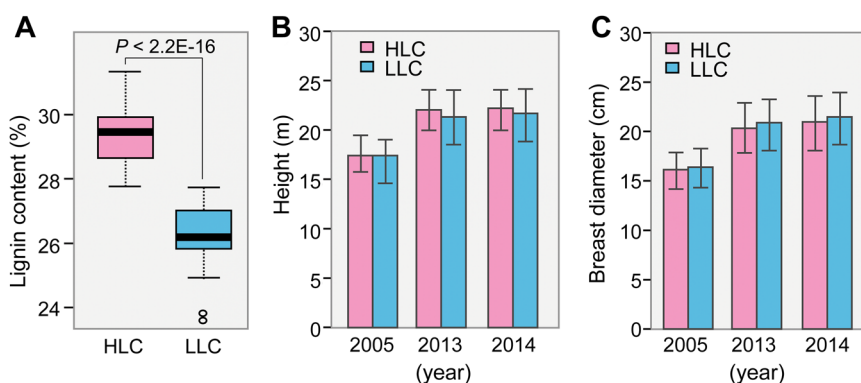 A
P < 2.2E-16
Lignin content (%)
30
28
26
24
HLC
LLC
B
HLC
LLC
Height (m)
30
25
20
15
10
5
0
2005
2013
2014
(year)
C
HLC
LLC
Breast diameter (cm)
30
25
20
15
10
5
0
2005
2013
2014
(year)